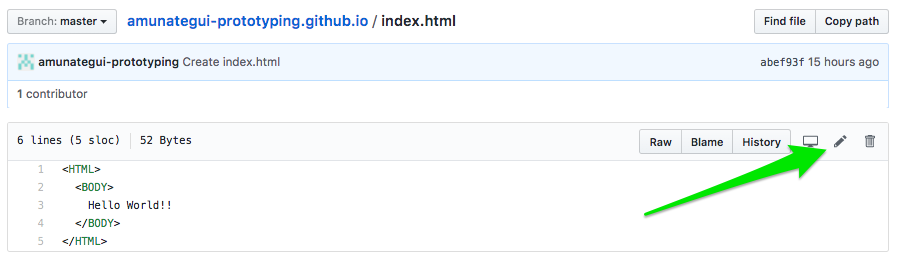 Branch: master amunategui-prototyping.github.io / index.html Find file Copy path
amunategui-prototyping Create index.html abef93f 15 hours ago
1 contributor
6 lines (5 sloc) 52 Bytes Raw Blame History
1 <HTML>
2 <BODY>
3 Hello World!!
4 </BODY>
5 </HTML>